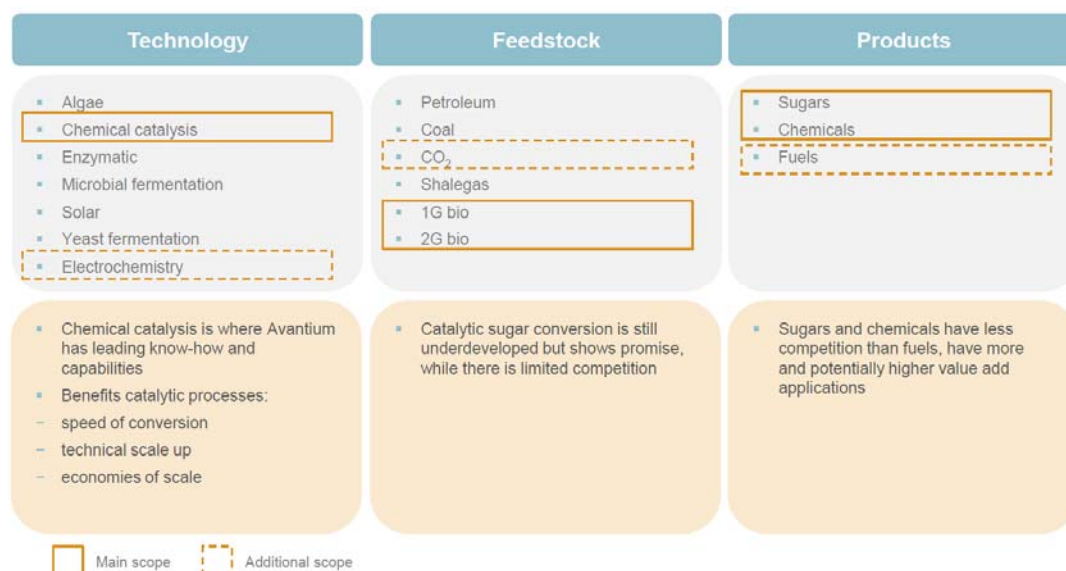 Technology
Feedstock
Products
Algae
Chemical catalysis
Enzymatic
Microbial fermentation
Solar
Yeast fermentation
Electrochemistry
Petroleum
Coal
CO₂
Shalegas
1G bio
2G bio
Sugars
Chemicals
Fuels
Chemical catalysis is where Avantium
has leading know-how and
capabilities
Benefits catalytic processes:
– speed of conversion
– technical scale up
– economies of scale
Catalytic sugar conversion is still
underdeveloped but shows promise,
while there is limited competition
Sugars and chemicals have less
competition than fuels, have more
and potentially higher value add
applications
Main scope
Additional scope